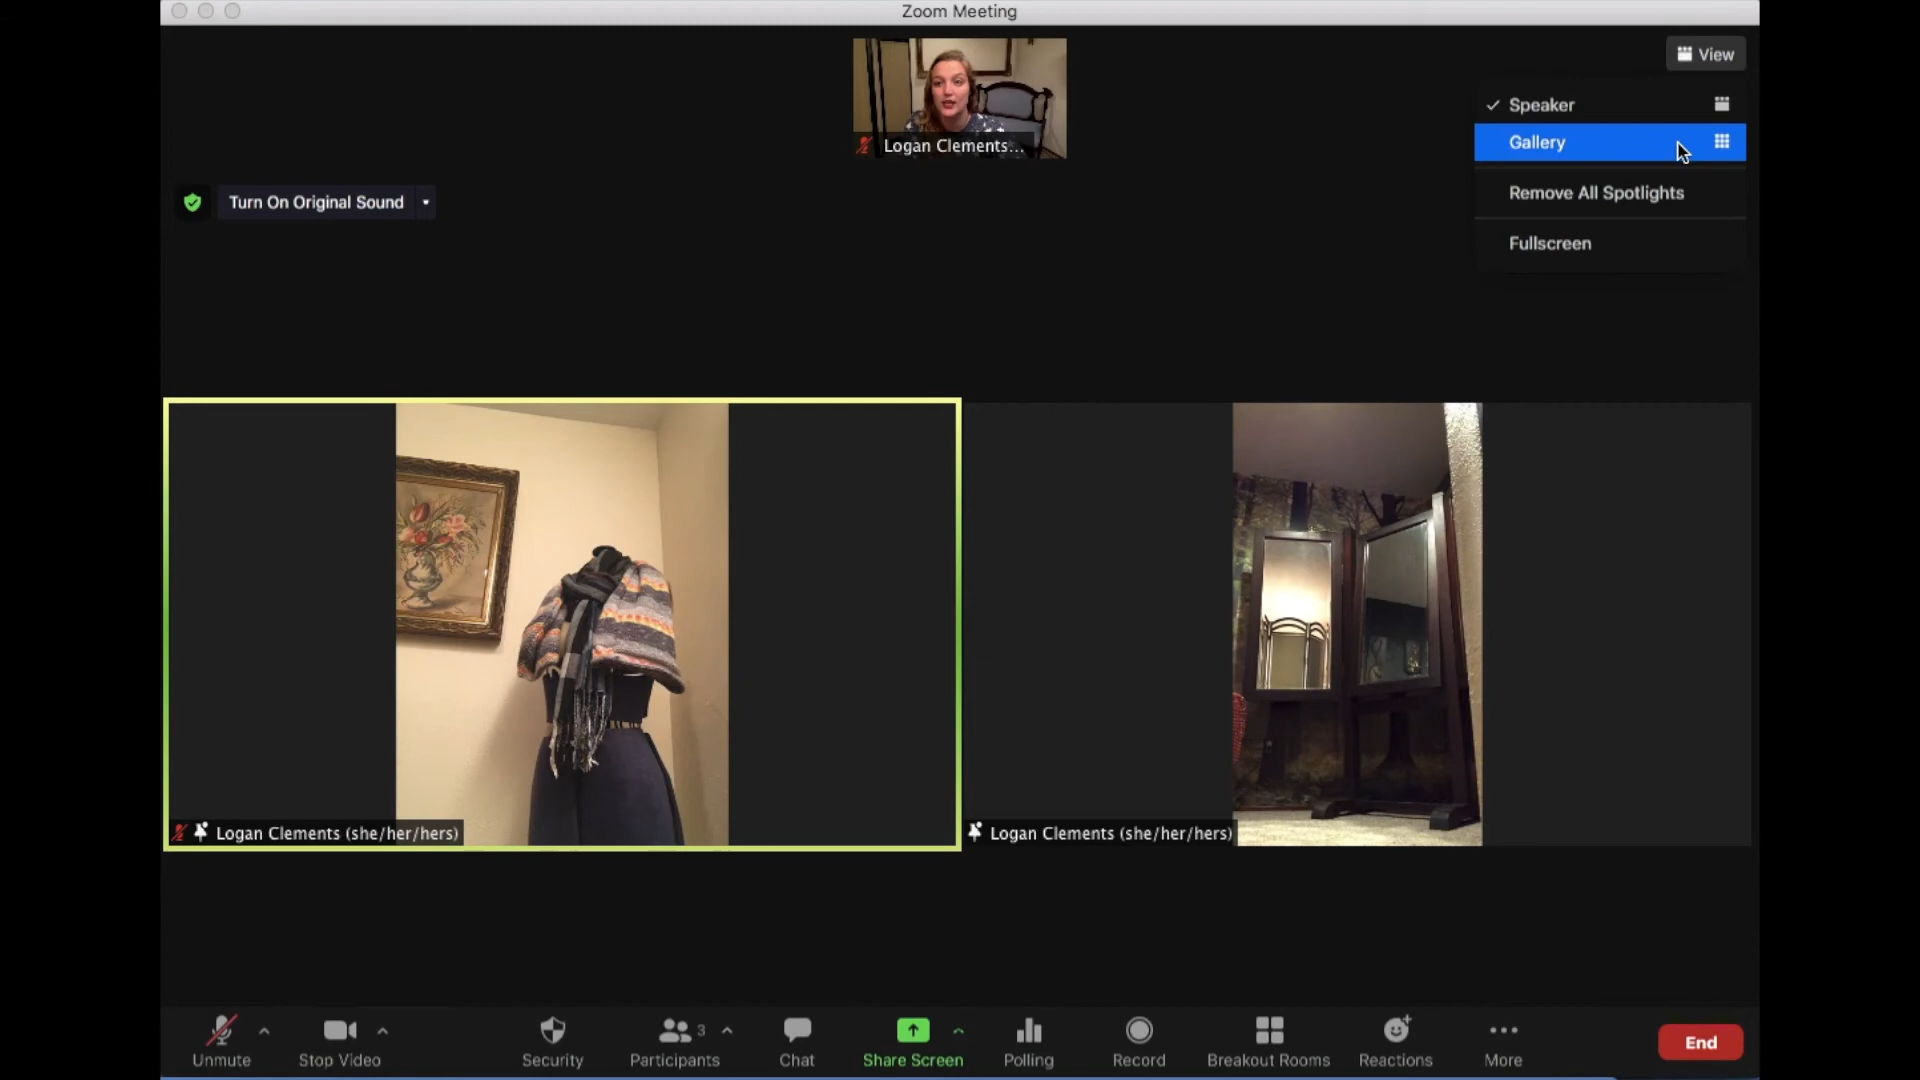 Zoom Meeting
View
Logan Clements...
Speaker
Gallery
Remove All Spotlights
Fullscreen
Turn On Original Sound
Logan Clements (she/her/hers)
Logan Clements (she/her/hers)
3
Unmute
Stop Video
Security
Participants
Chat
Share Screen
Polling
Record
Breakout Rooms
Reactions
More
End